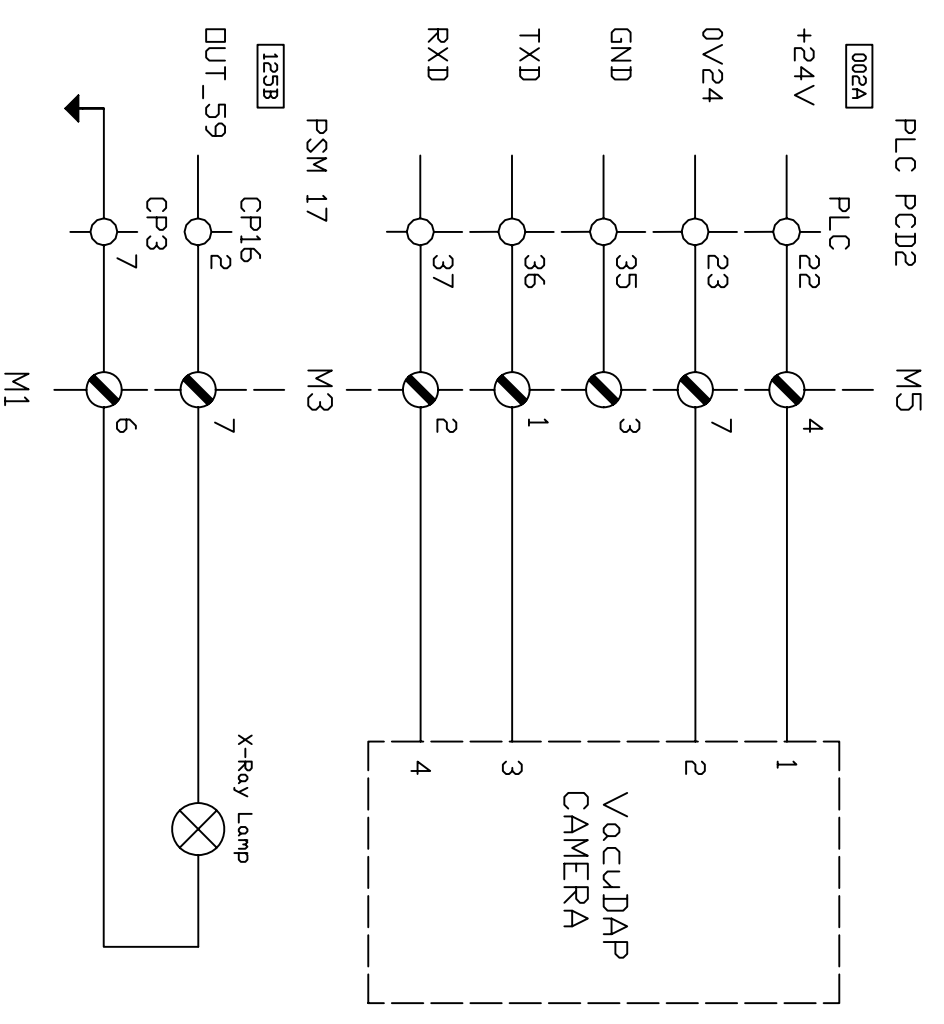 PLC PCD2 M5
002A
PLC
+24V 22 4 1
0V24 23 7 2
GND 35 3
VacuDAP
CAMERA
TXD 36 1 3
RXD 37 2 4
PSM 17 M3
125B
CP16
X-Ray Lamp
OUT_59 2 7
CP3
7 6
M1